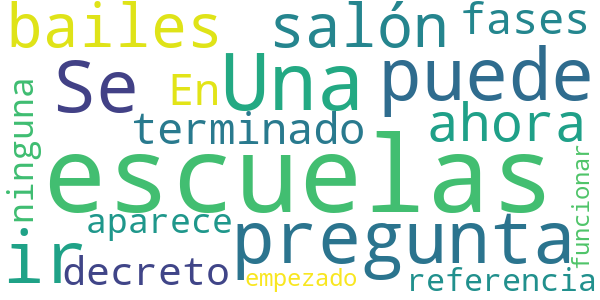 bailes salón fases
Se En Una puede
ninguna terminado ahora
escuelas
aparece pregunta funcionar
ir decreto empezado referencia